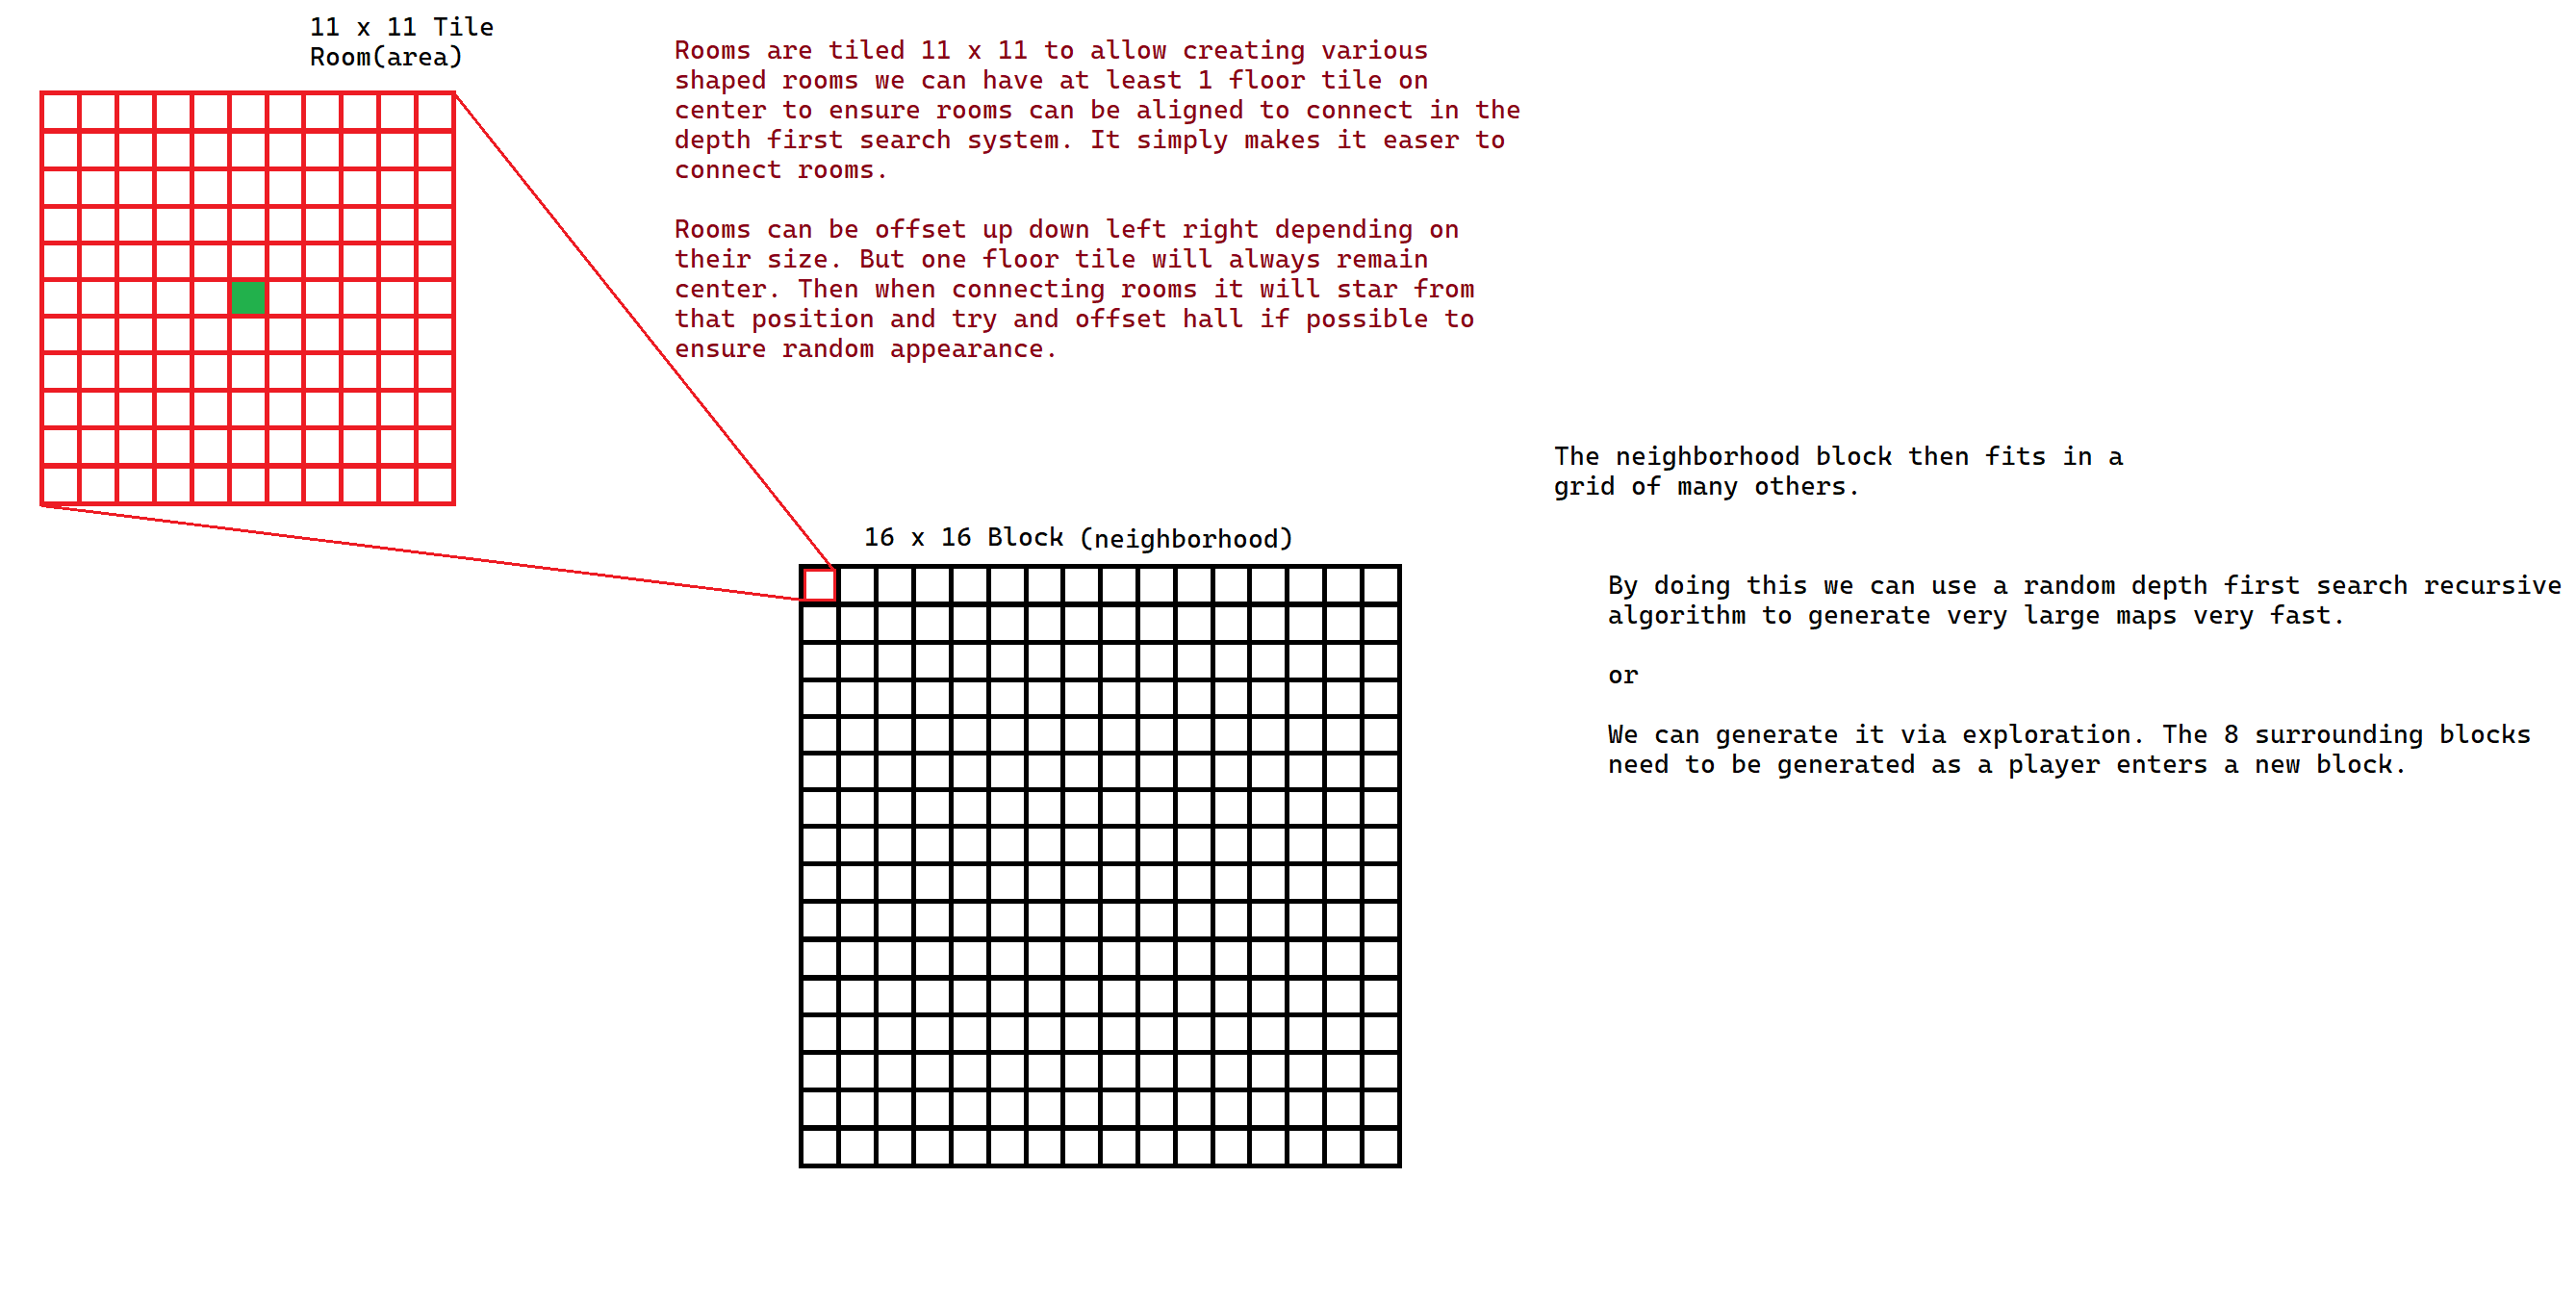 11 x 11 Tile
Room(area)
Rooms are tiled 11 x 11 to allow creating various
shaped rooms we can have at least 1 floor tile on
center to ensure rooms can be aligned to connect in the
depth first search system. It simply makes it easer to
connect rooms.
Rooms can be offset up down left right depending on
their size. But one floor tile will always remain
center. Then when connecting rooms it will star from
that position and try and offset hall if possible to
ensure random appearance.
The neighborhood block then fits in a
grid of many others.
16 x 16 Block (neighborhood)
By doing this we can use a random depth first search recursive
algorithm to generate very large maps very fast.
or
We can generate it via exploration. The 8 surrounding blocks
need to be generated as a player enters a new block.